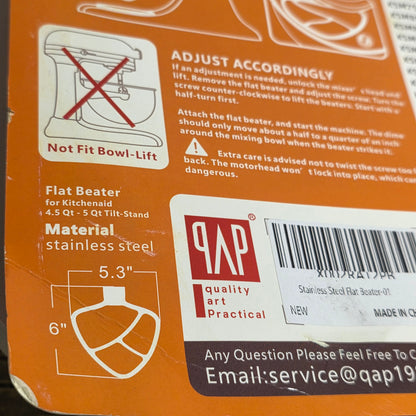 ADJUST ACCORDINGLY
If an adjustment is needed, unlock the mixer's head and
lift. Remove the flat beater and adjust the screw. Turn the
screw counter-clockwise to lift the beaters. Start with a
half-turn first.
Attach the flat beater, and start the machine. The dime
should only move about a half to a quarter of an inch
around the mixing bowl when the beater strikes it.
Extra care is advised not to twist the screw too
back. The motorhead won't lock into place, which
dangerous.
Not Fit Bowl-Lift
Flat Beater
for Kitchenaid
4.5 Qt - 5 Qt Tilt-Stand
Material
stainless steel
5.3"
6"
qap®
quality
art
Practical
Stainless Steel Flat Beater-01
NEW
MADE IN
Any Question Please Feel Free To
Email:service@qap19